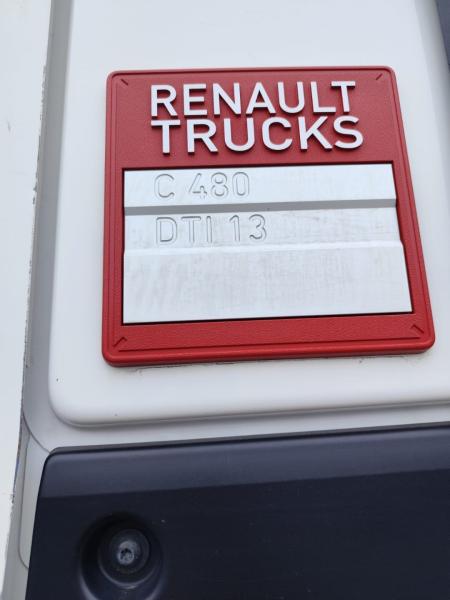 RENAULT
TRUCKS
C 480
DTI 13